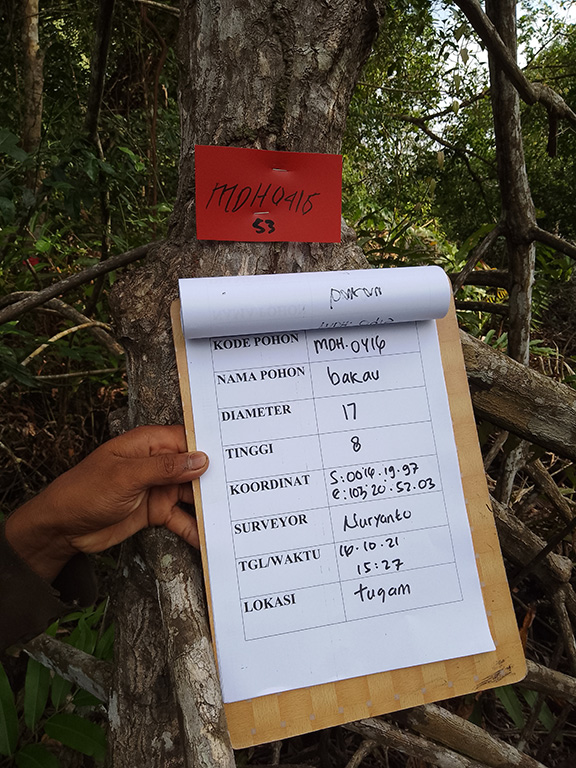 MDH0416
53
KODE POHON MDH.0416
NAMA POHON bakau
DIAMETER 17
TINGGI 8
KOORDINAT S:00'14.19.97
E:103.20.52.03
SURVEYOR Nuryanto
TGL/WAKTU 16.10.21
15:27
LOKASI tugam